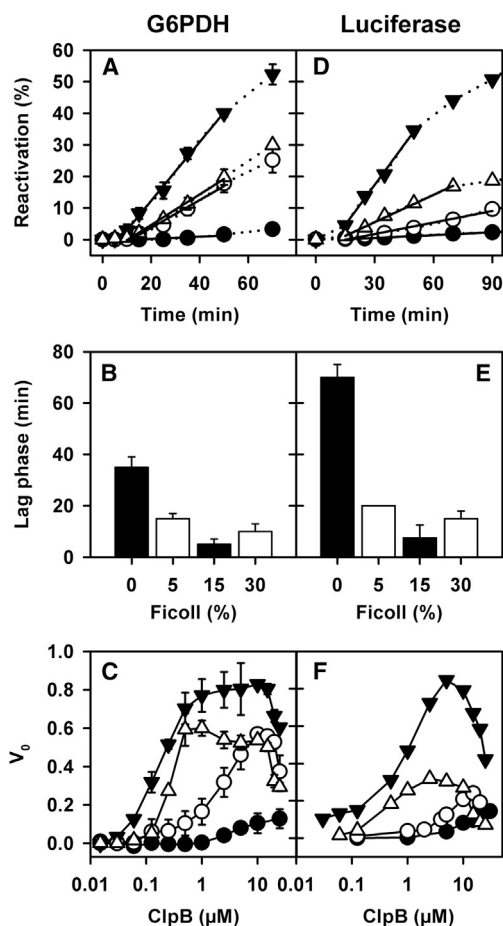 G6PDH Luciferase
Reactivation (%)
60
50
40
30
20
10
0
A D
0 25 50 75 0 30 60 90
Time (min) Time (min)
Lag phase (min)
80
60
40
20
0
B E
0 5 15 30 0 5 15 30
Ficoll (%) Ficoll (%)
V0
1.0
0.8
0.6
0.4
0.2
0.0
C F
0.01 0.1 1 10 0.01 0.1 1 10
ClpB (µM) ClpB (µM)